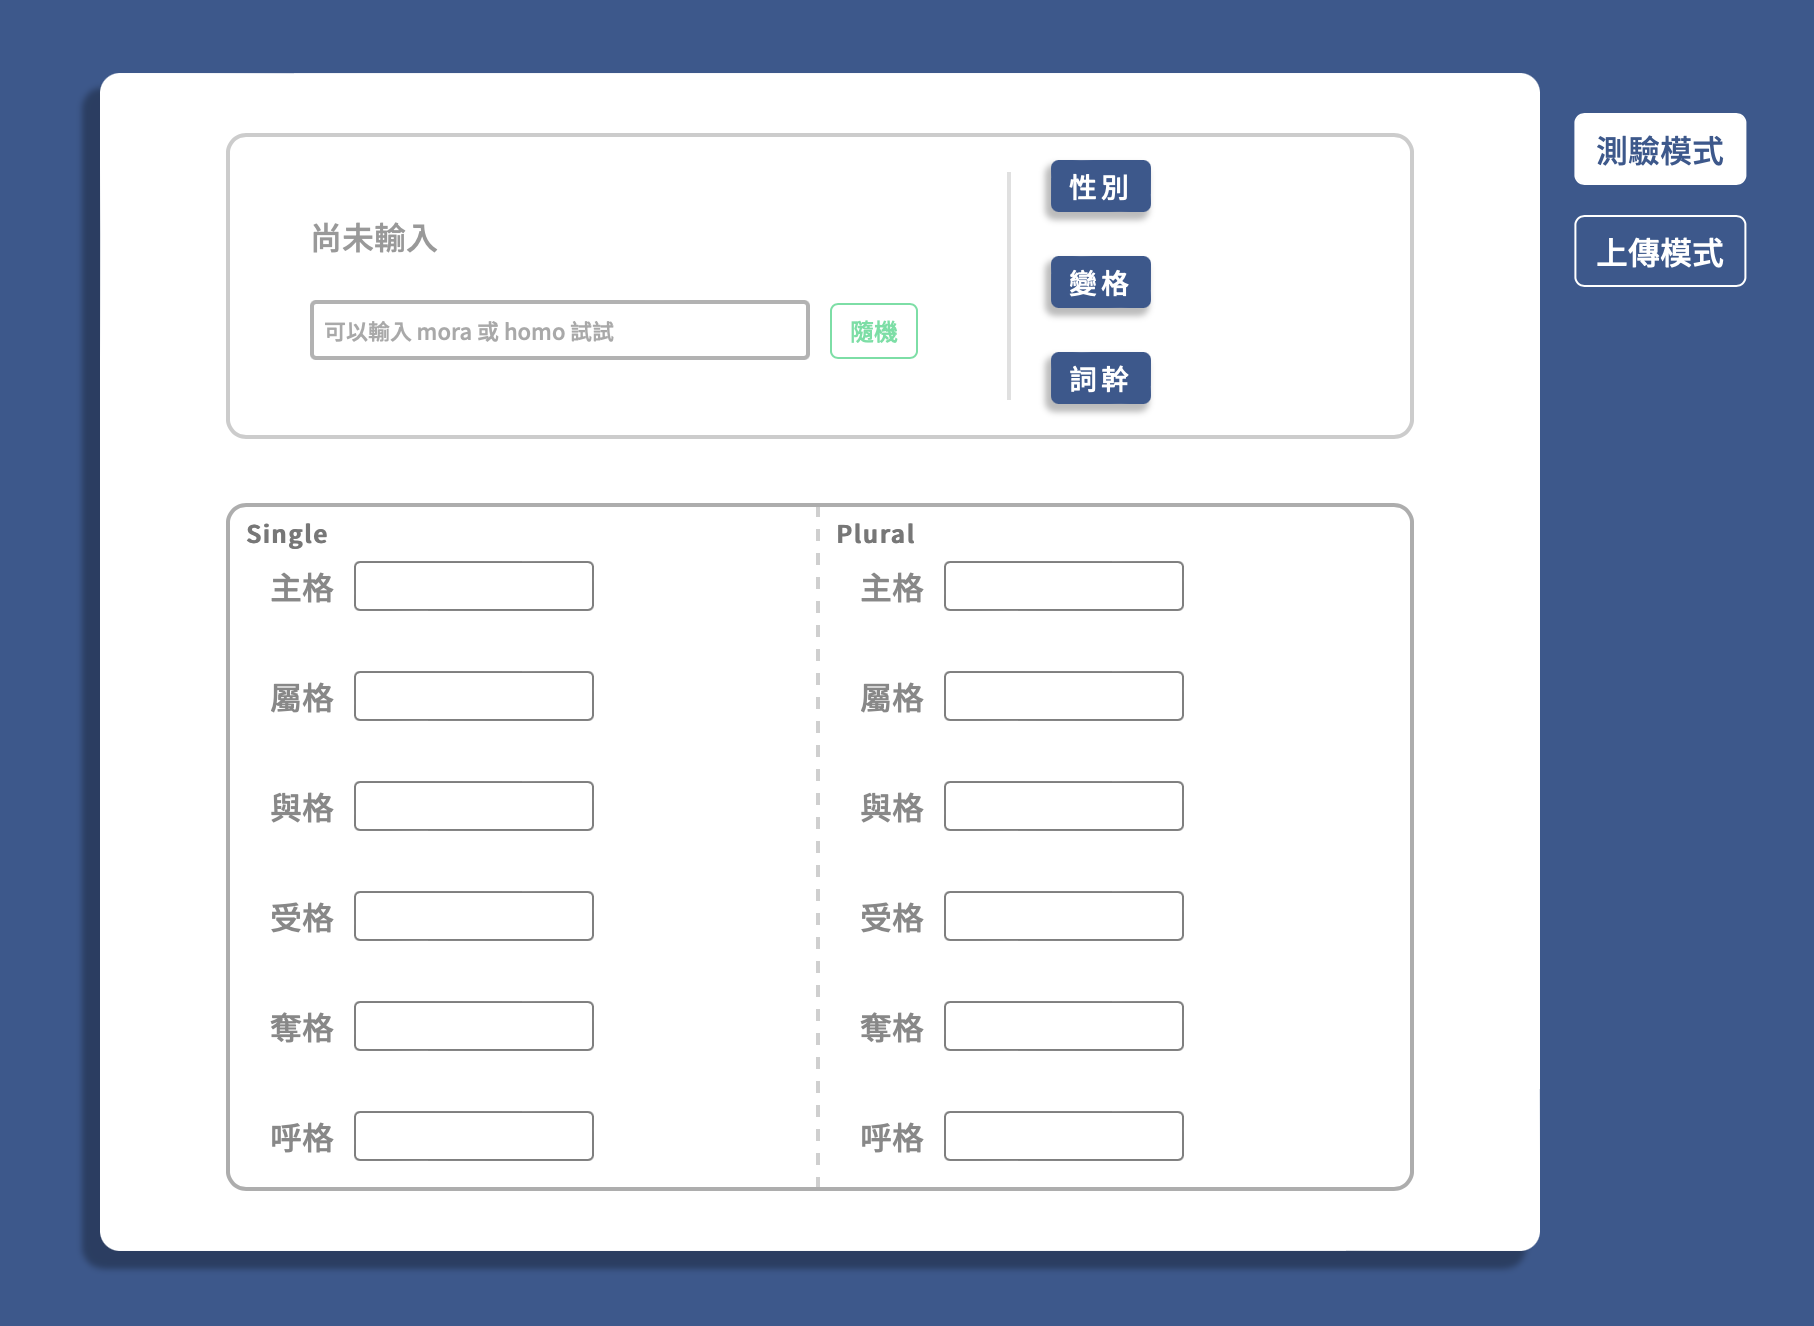 尚未輸入
可以輸入 mora 或 homo 試試
隨機
性別
變格
詞幹
測驗模式
上傳模式
Single
主格
屬格
與格
受格
奪格
呼格
Plural
主格
屬格
與格
受格
奪格
呼格